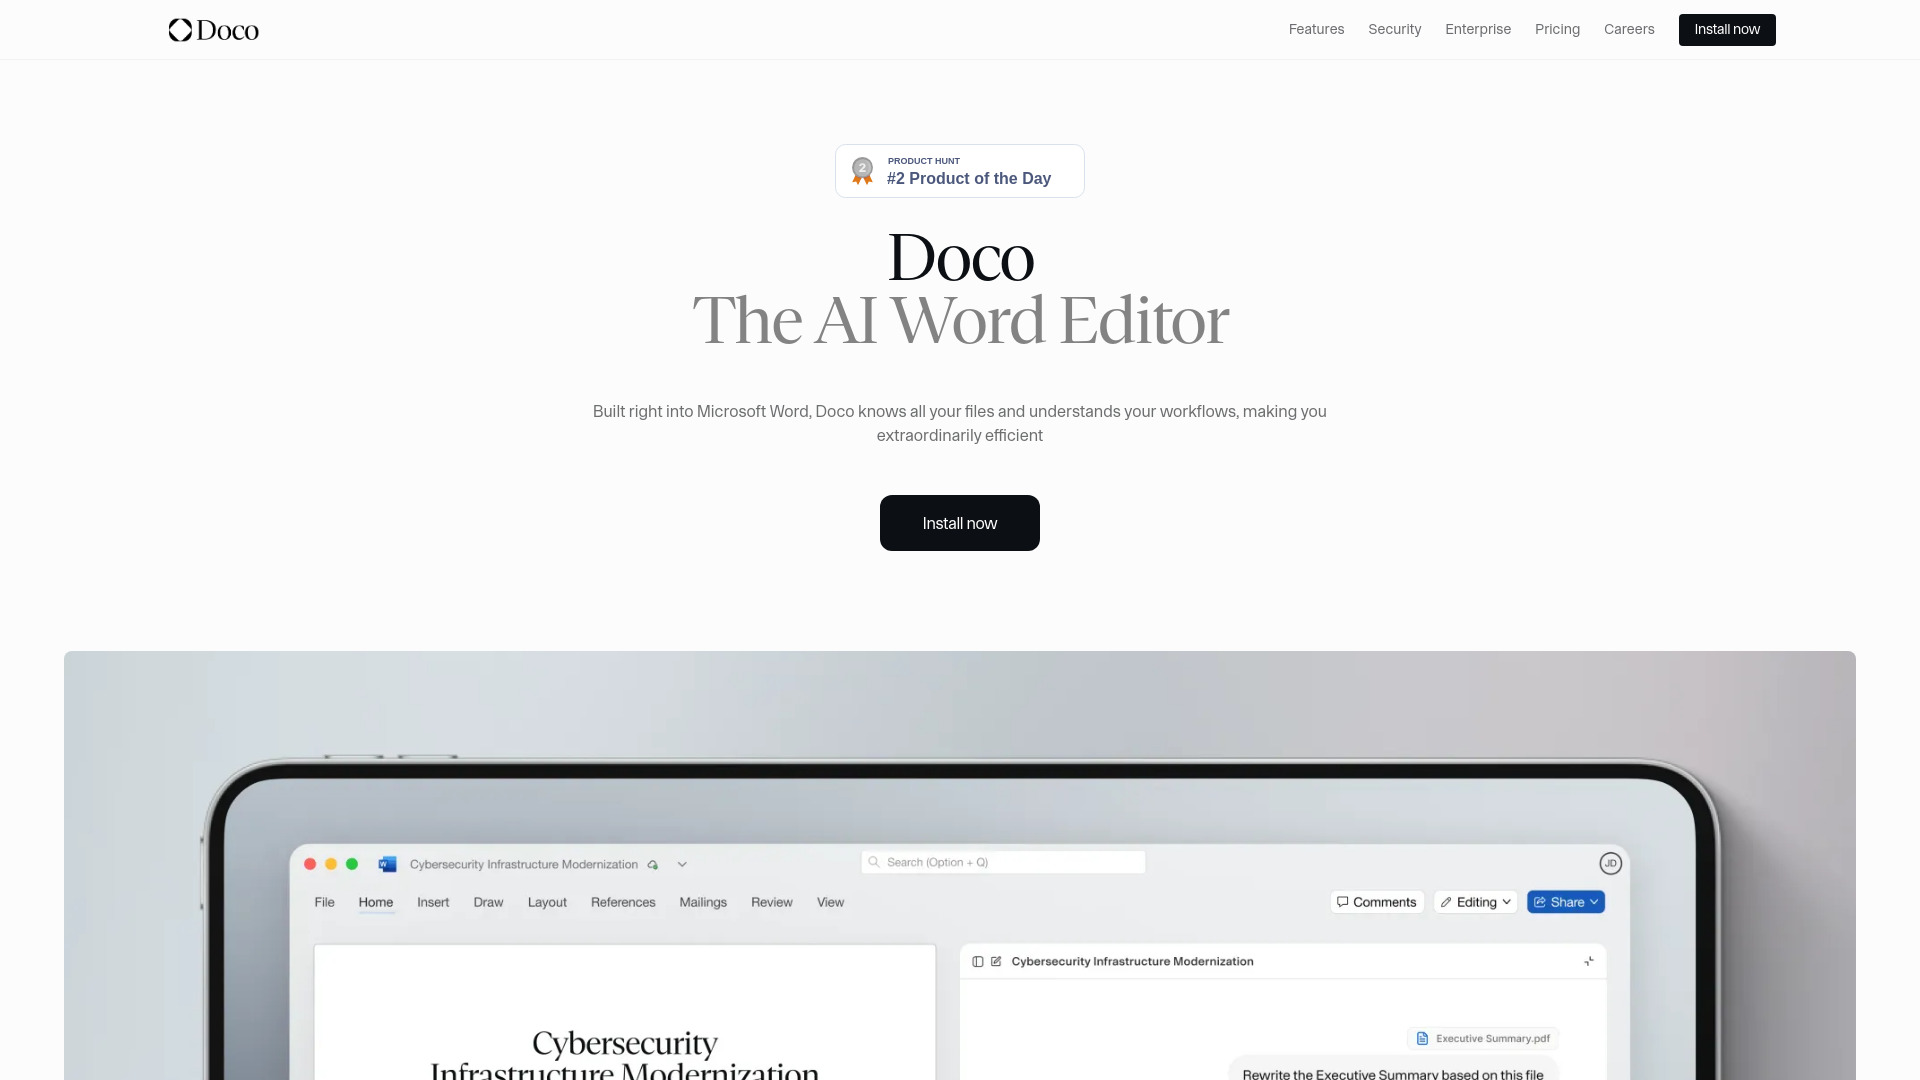 Doco
Features
Security
Enterprise
Pricing
Careers
Install now
2
PRODUCT HUNT
#2 Product of the Day
Doco
The AI Word Editor
Built right into Microsoft Word, Doco knows all your files and understands your workflows, making you
extraordinarily efficient
Install now
W
Cybersecurity Infrastructure Modernization
Search (Option + Q)
JD
File
Home
Insert
Draw
Layout
References
Mailings
Review
View
Comments
Editing
Share
Cybersecurity Infrastructure Modernization
Cybersecurity
Infrastructure Modernization
Executive Summary.pdf
Rewrite the Executive Summary based on this file